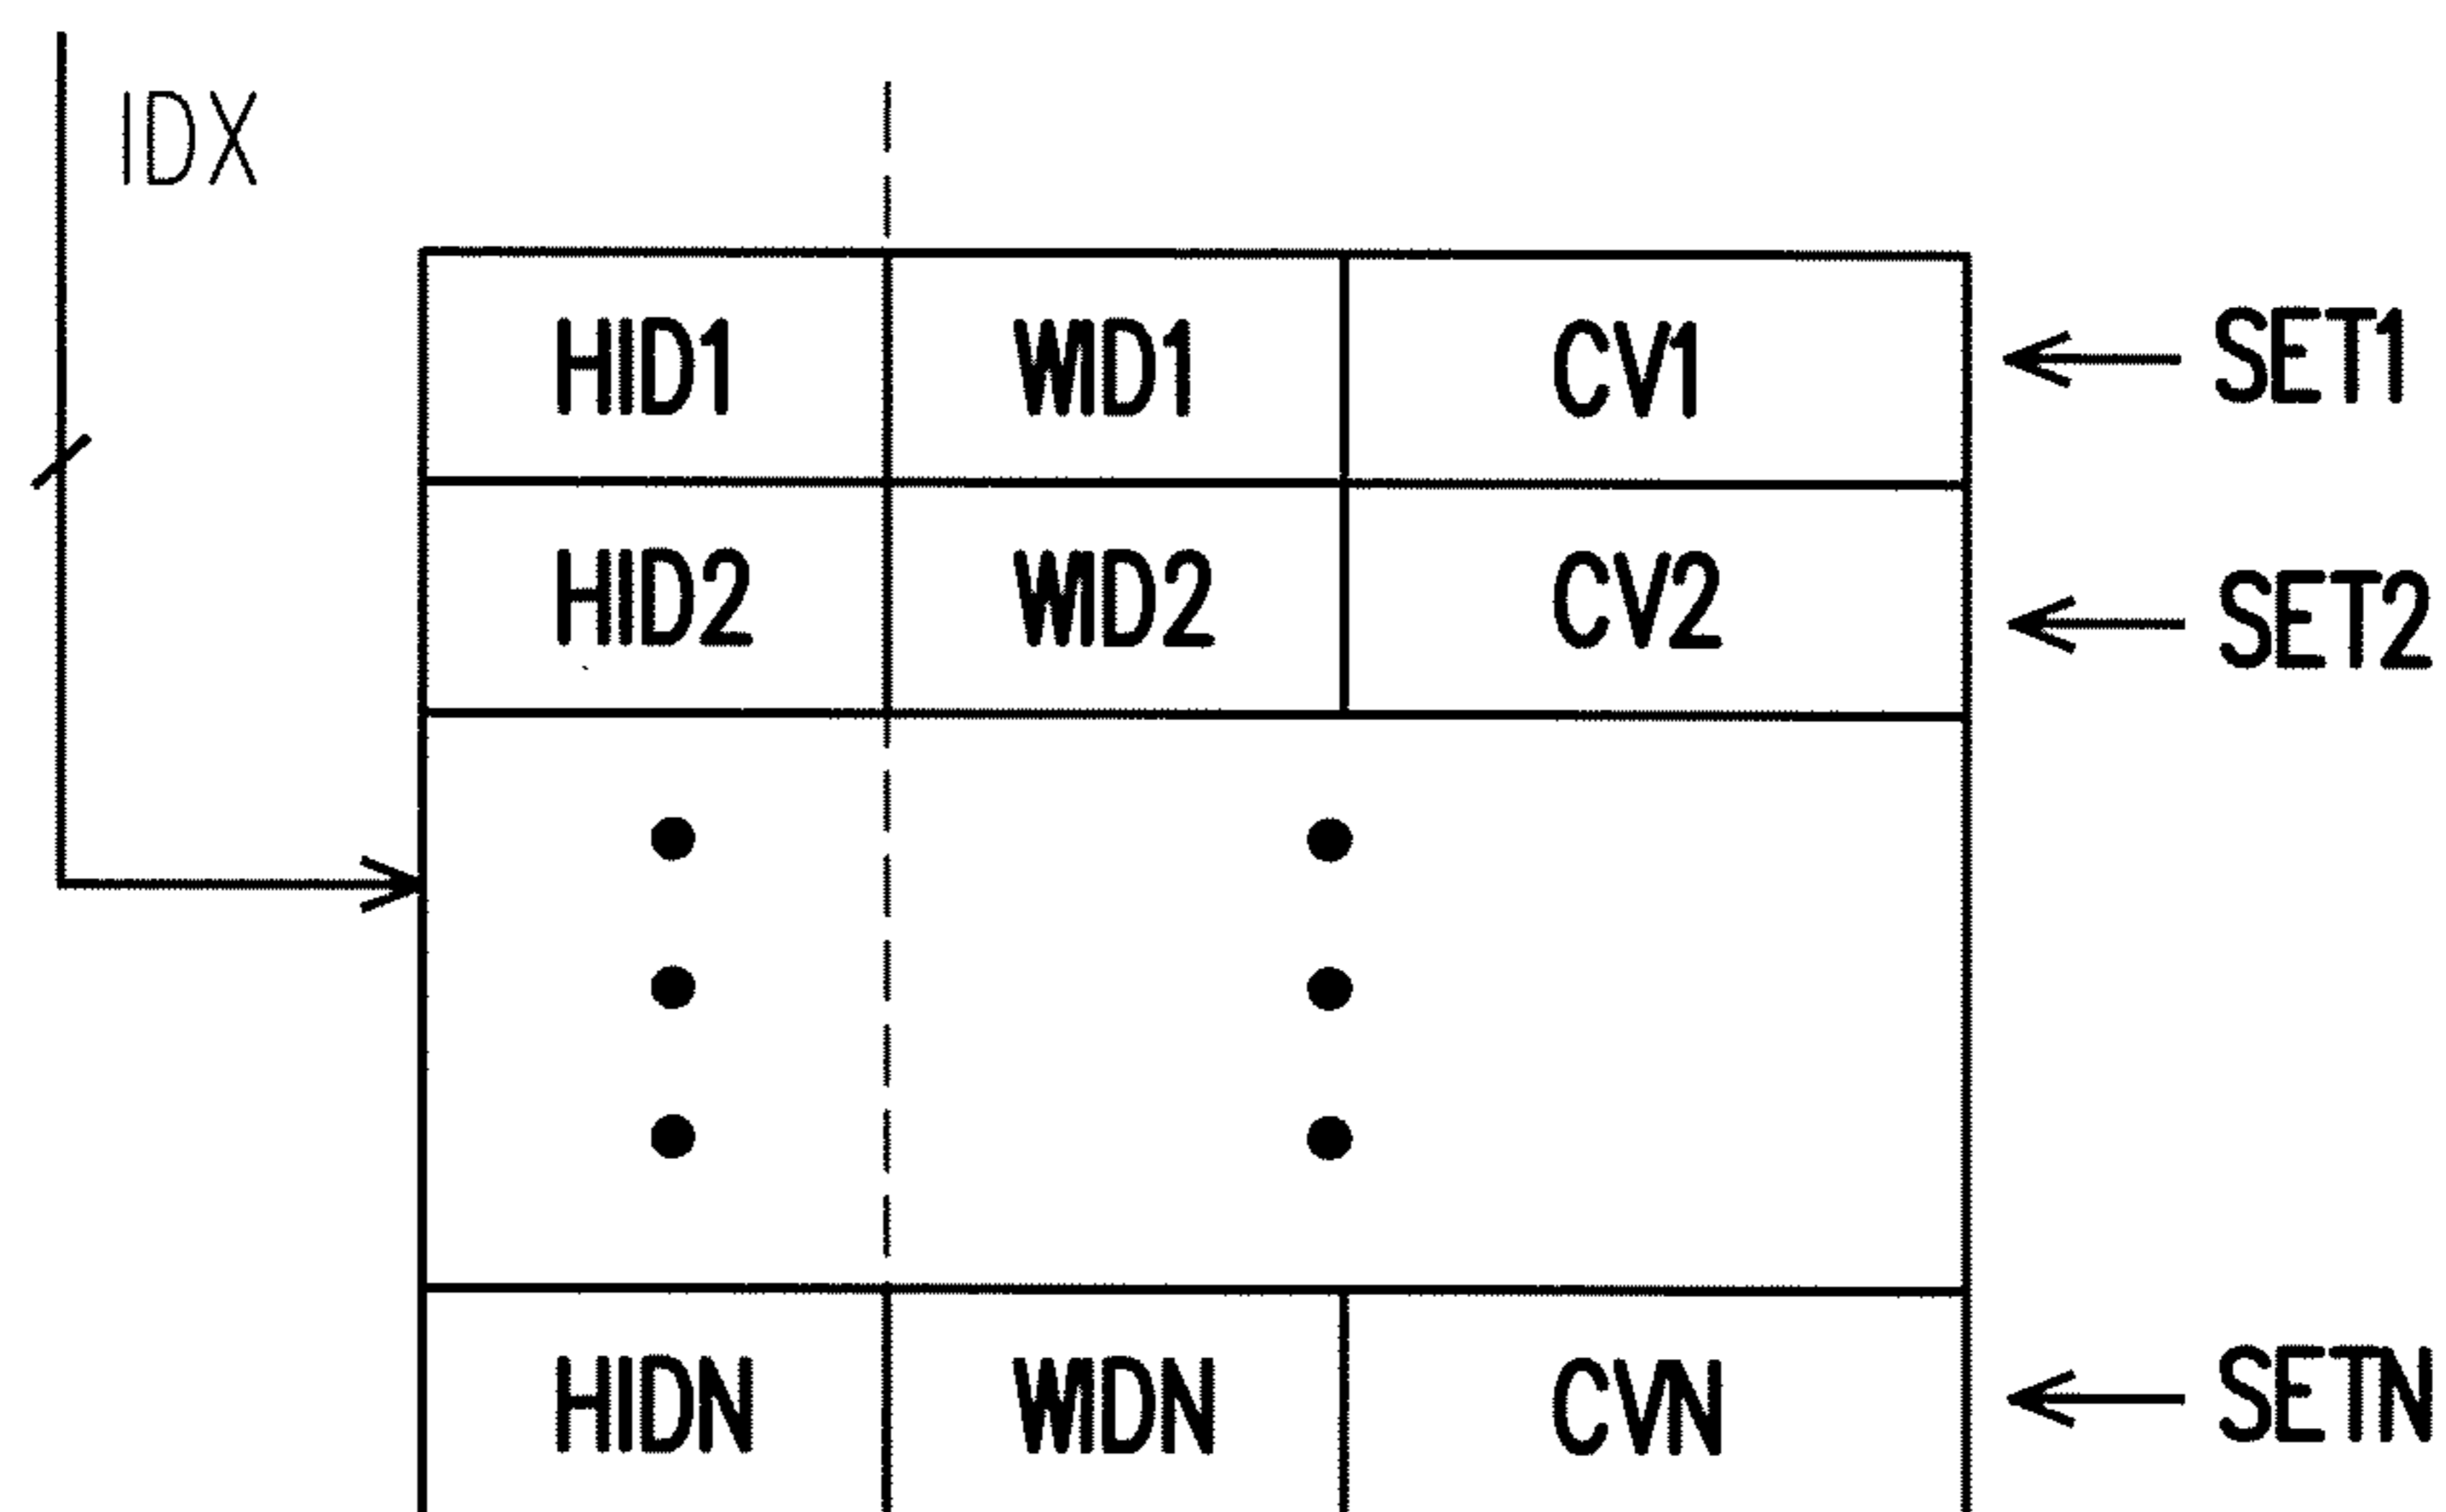 IDX
HID1 WID1 CV1 SET1
HID2 WID2 CV2 SET2
HIDN WIDN CVN SETN